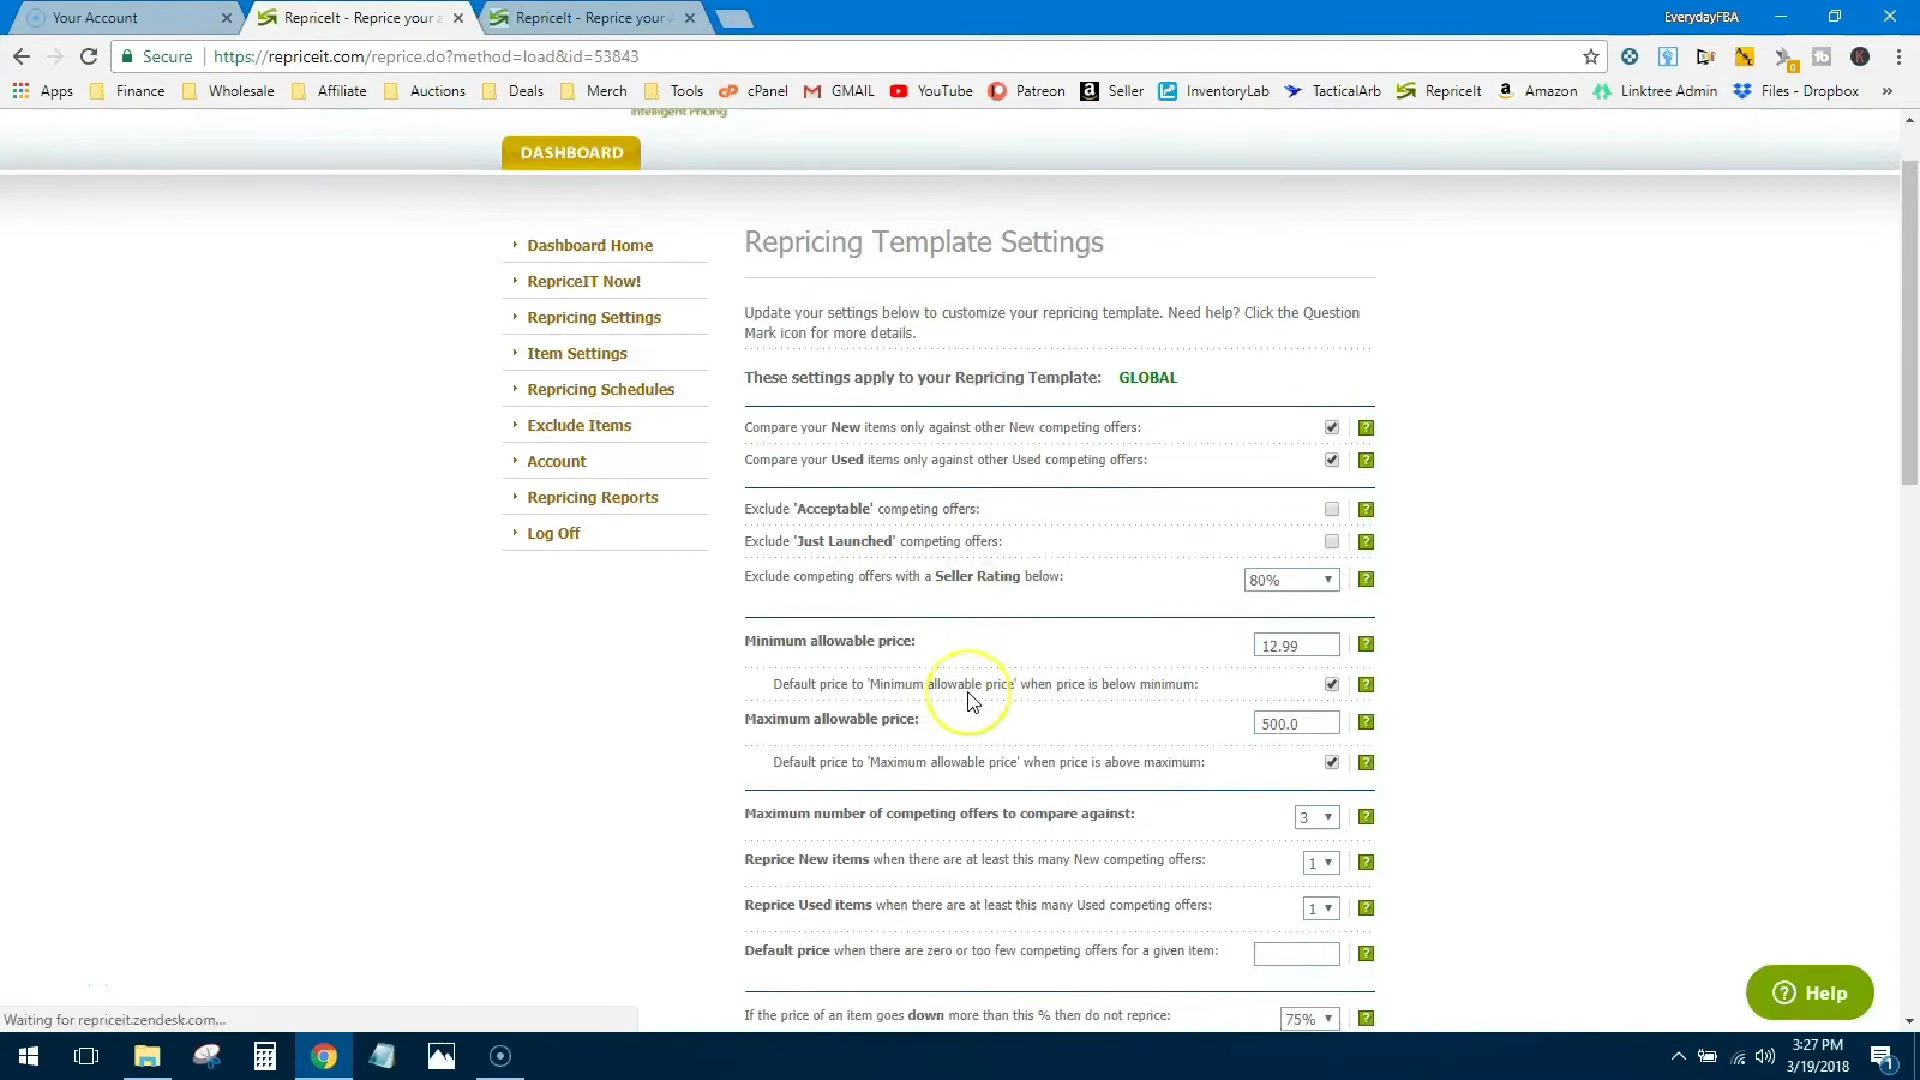 Your Account
RepriceIt - Reprice your a
RepriceIt - Reprice your A
EverydayFBA
Secure
https://repriceit.com/reprice.do?method=load&id=53843
Apps
Finance
Wholesale
Affiliate
Auctions
Deals
Merch
Tools
cPanel
GMAIL
YouTube
Patreon
Seller
InventoryLab
TacticalArb
RepriceIt
Amazon
Linktree Admin
Files - Dropbox
»
Intelligent Pricing
DASHBOARD
Dashboard Home
RepriceIT Now!
Repricing Settings
Item Settings
Repricing Schedules
Exclude Items
Account
Repricing Reports
Log Off
Repricing Template Settings
Update your settings below to customize your repricing template. Need help? Click the Question
Mark icon for more details.
These settings apply to your Repricing Template: GLOBAL
Compare your New items only against other New competing offers: ?
Compare your Used items only against other Used competing offers: ?
Exclude 'Acceptable' competing offers: ?
Exclude 'Just Launched' competing offers: ?
Exclude competing offers with a Seller Rating below: 80% ?
Minimum allowable price: 12.99 ?
Default price to 'Minimum allowable price' when price is below minimum: ?
Maximum allowable price: 500.0 ?
Default price to 'Maximum allowable price' when price is above maximum: ?
Maximum number of competing offers to compare against: 3 ?
Reprice New items when there are at least this many New competing offers: 1 ?
Reprice Used items when there are at least this many Used competing offers: 1 ?
Default price when there are zero or too few competing offers for a given item: ?
If the price of an item goes down more than this % then do not reprice: 75% ?
? Help
Waiting for repriceit.zendesk.com...
3:27 PM
3/19/2018
1